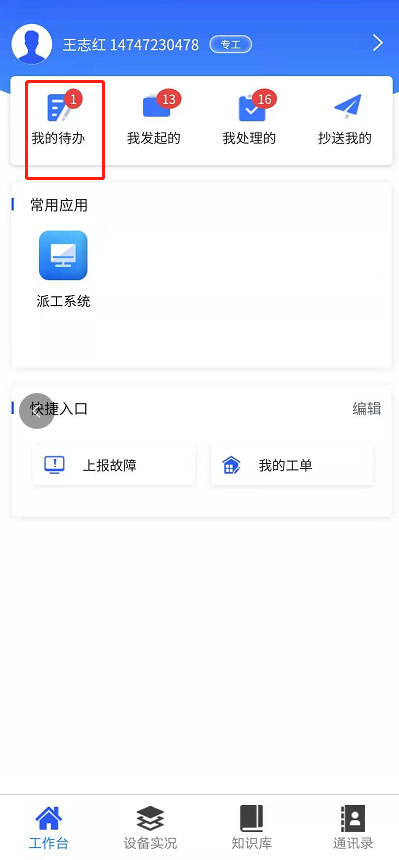 王志红 14747230478 专工
1 13 16
我的待办 我发起的 我处理的 抄送我的
常用应用
派工系统
快捷入口 编辑
上报故障 我的工单
工作台 设备实况 知识库 通讯录